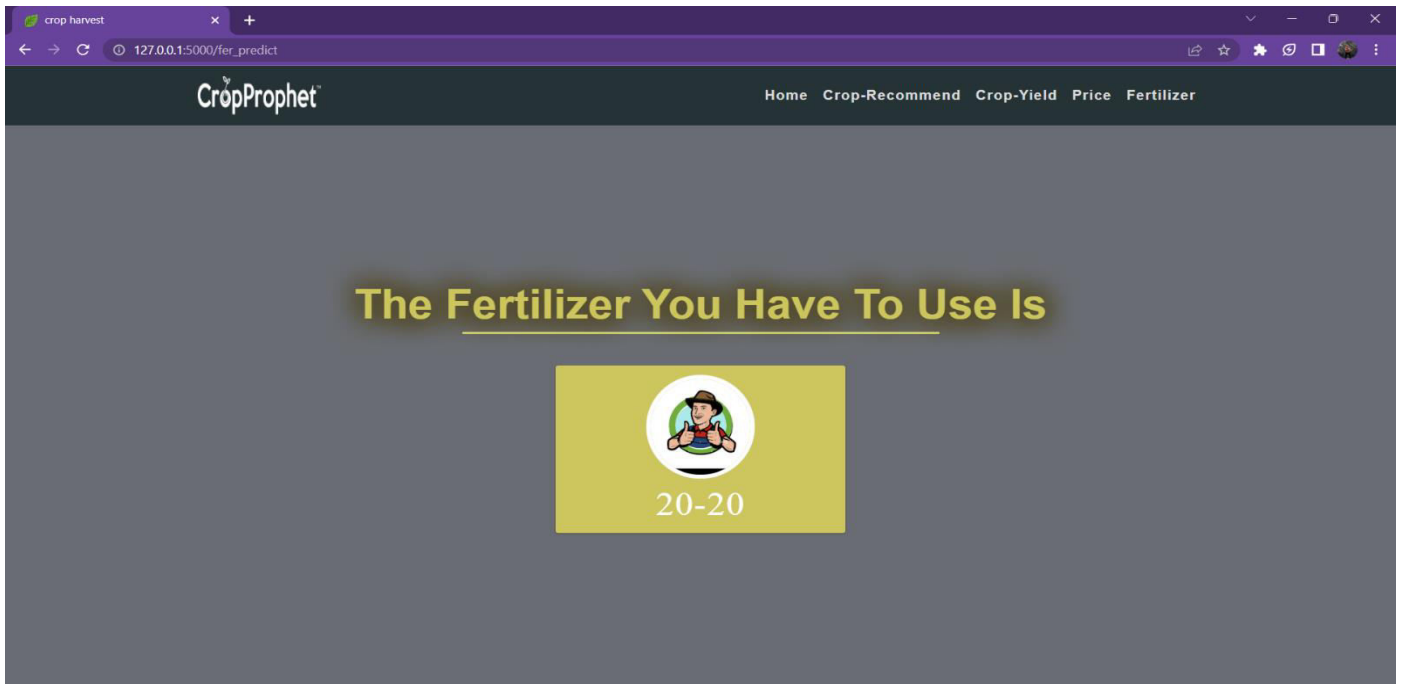 crop harvest
127.0.0.1:5000/fer_predict
CropProphet
Home Crop-Recommend Crop-Yield Price Fertilizer
The Fertilizer You Have To Use Is
20-20